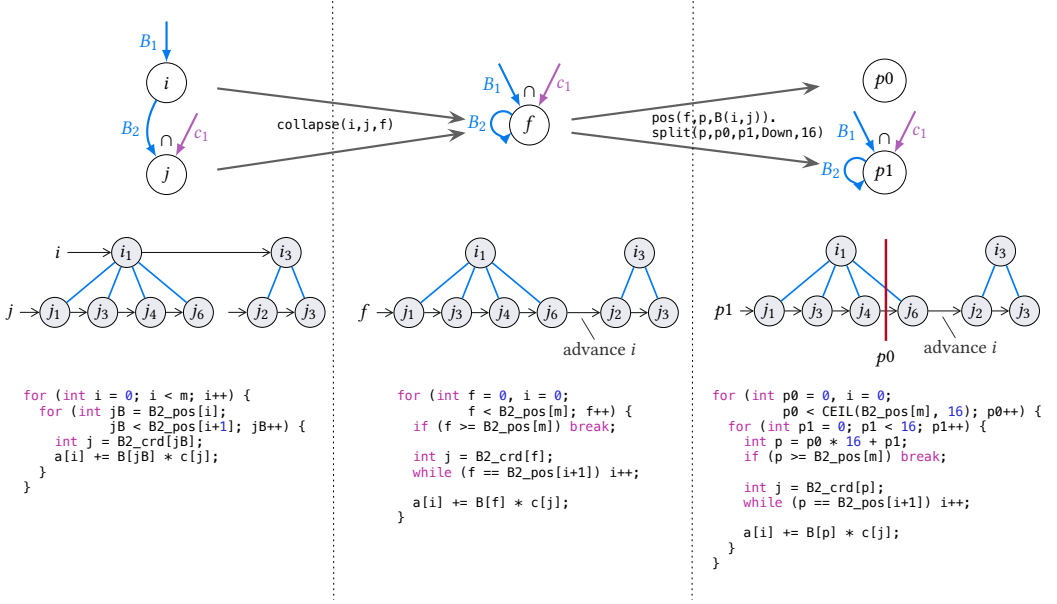 B1
i
B2
c1
∩
j
collapse(i,j,f)
B1
c1
∩
B2
f
pos(f,p,B(i,j)).
split(p,p0,p1,Down,16)
p0
B1
c1
∩
B2
p1
i i1 i3
j j1 j3 j4 j6 j2 j3
i1 i3
f j1 j3 j4 j6 j2 j3
advance i
i1 i3
p1 j1 j3 j4 j6 j2 j3
p0
advance i
for (int i = 0; i < m; i++) {
for (int jB = B2_pos[i];
jB < B2_pos[i+1]; jB++) {
int j = B2_crd[jB];
a[i] += B[jB] * c[j];
}
}
for (int f = 0, i = 0;
f < B2_pos[m]; f++) {
if (f >= B2_pos[m]) break;
int j = B2_crd[f];
while (f == B2_pos[i+1]) i++;
a[i] += B[f] * c[j];
}
for (int p0 = 0, i = 0;
p0 < CEIL(B2_pos[m], 16); p0++) {
for (int p1 = 0; p1 < 16; p1++) {
int p = p0 * 16 + p1;
if (p >= B2_pos[m]) break;
int j = B2_crd[p];
while (p == B2_pos[i+1]) i++;
a[i] += B[p] * c[j];
}
}